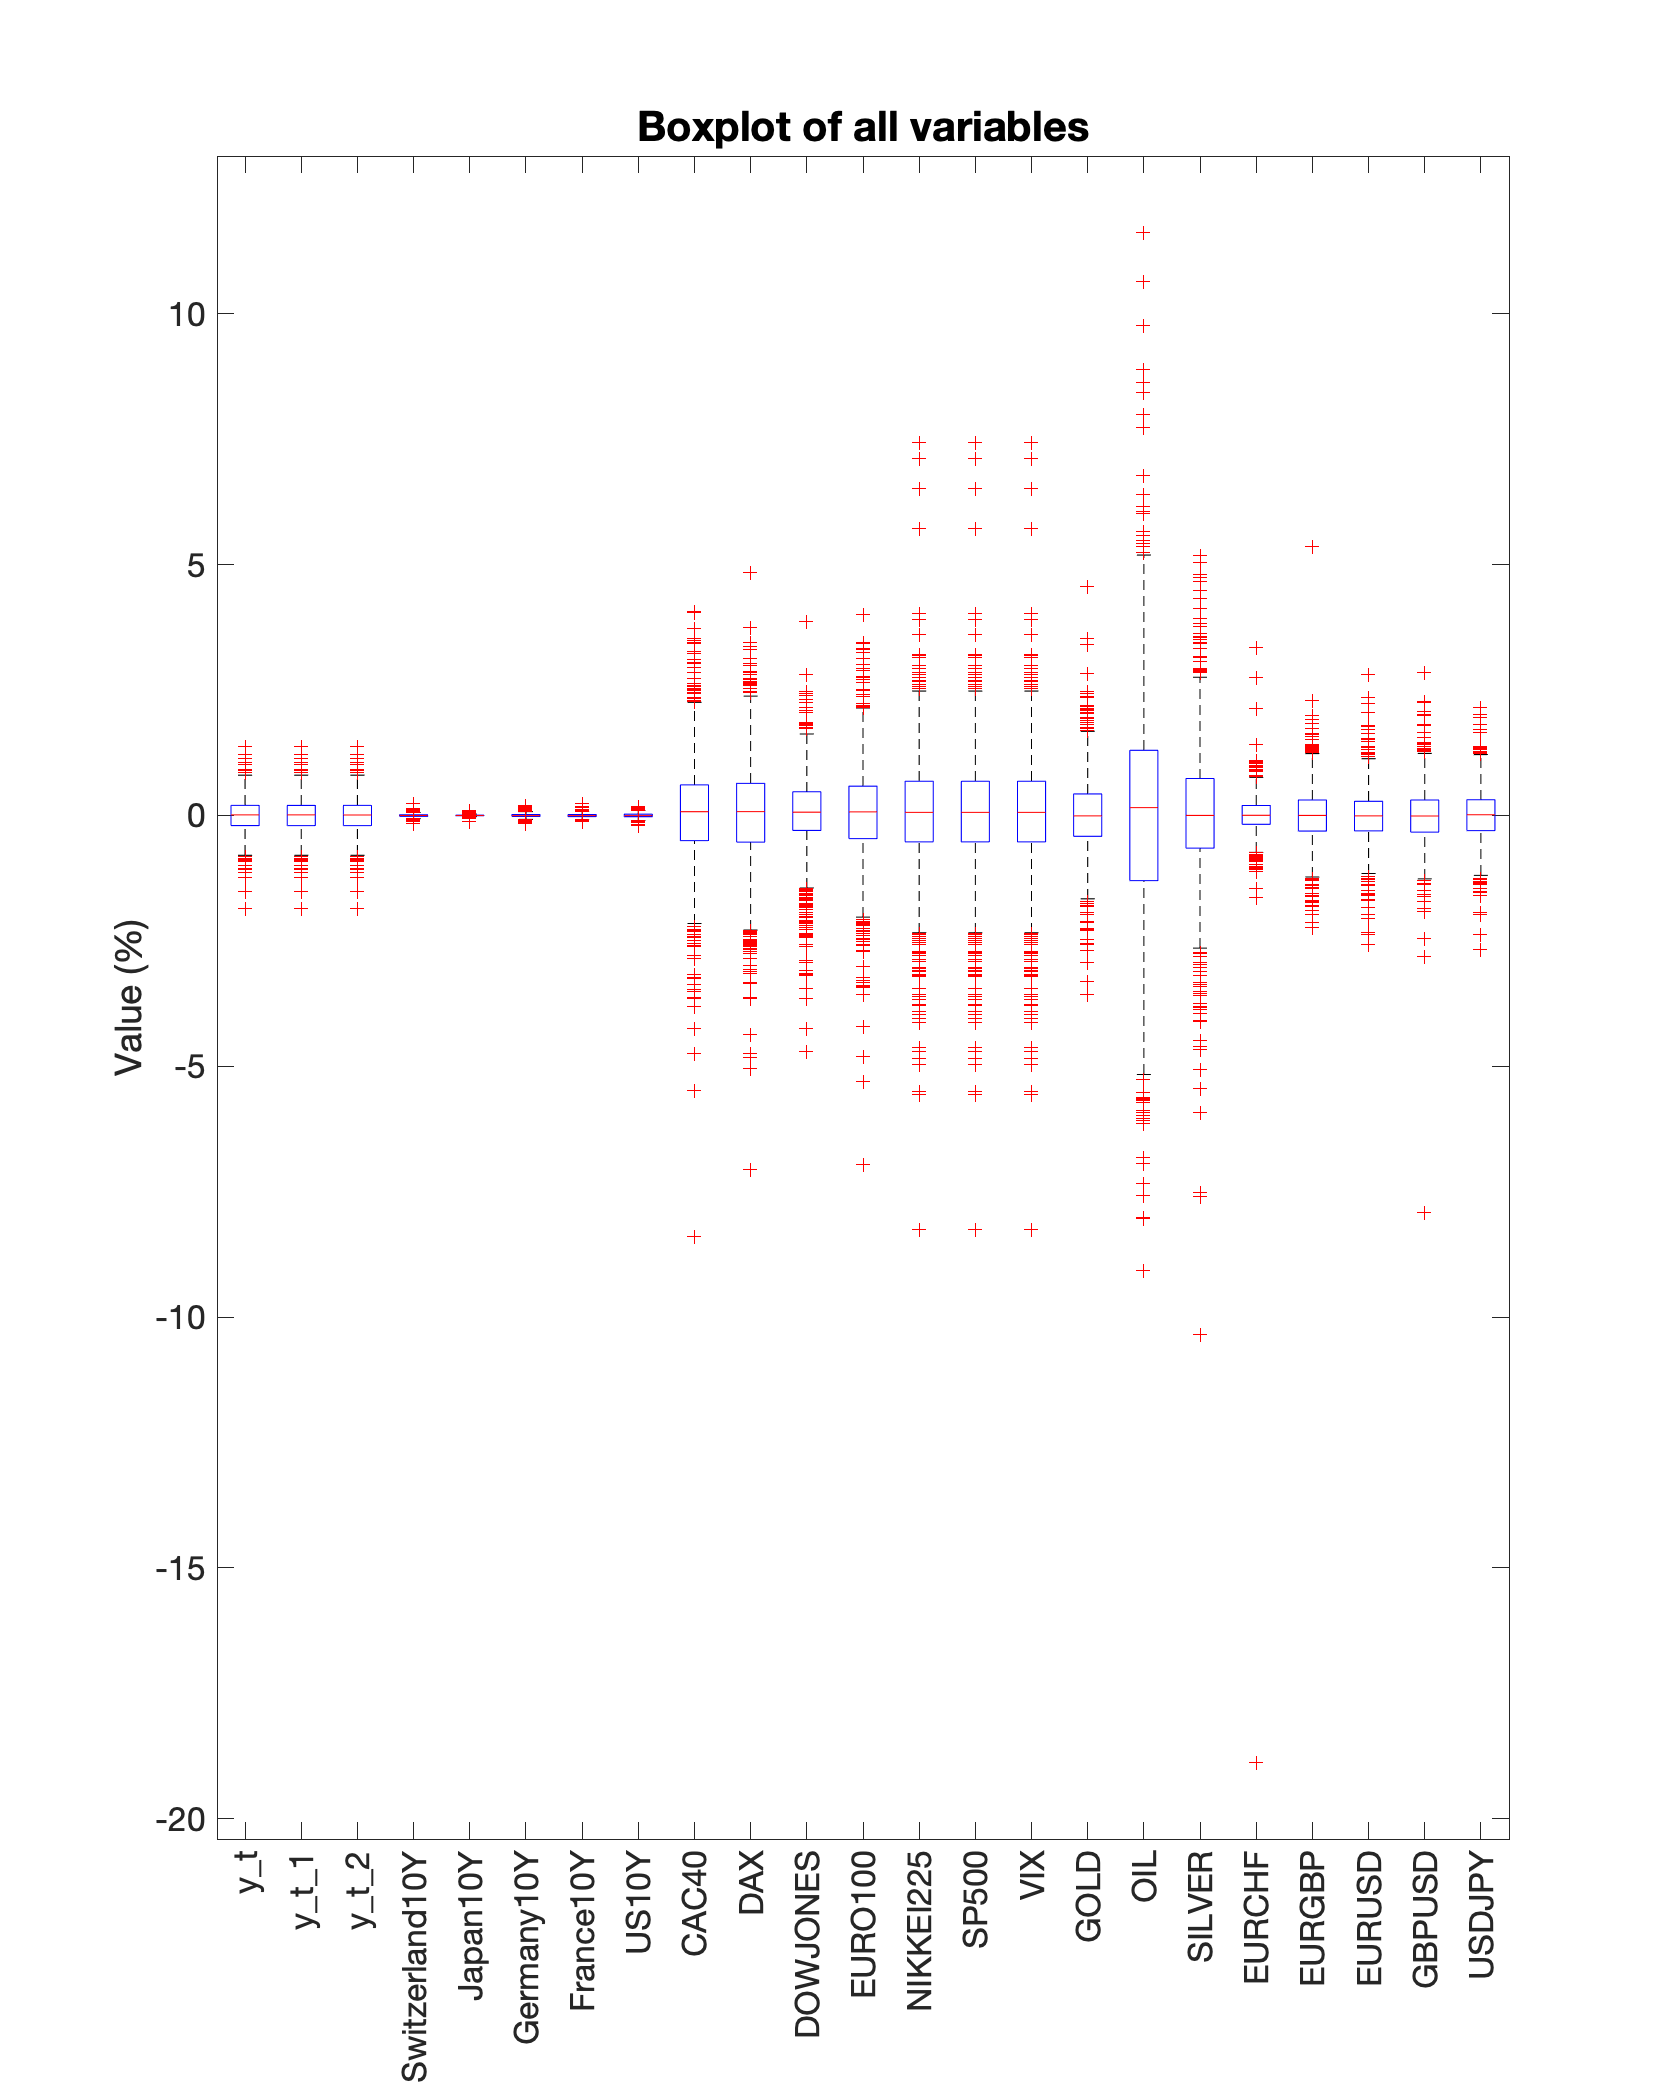 Boxplot of all variables
Value (%)
10
5
0
-5
-10
-15
-20
y_t
y_t_1
y_t_2
Switzerland10Y
Japan10Y
Germany10Y
France10Y
US10Y
CAC40
DAX
DOWJONES
EURO100
NIKKEI225
SP500
VIX
GOLD
OIL
SILVER
EURCHF
EURGBP
EURUSD
GBPUSD
USDJPY